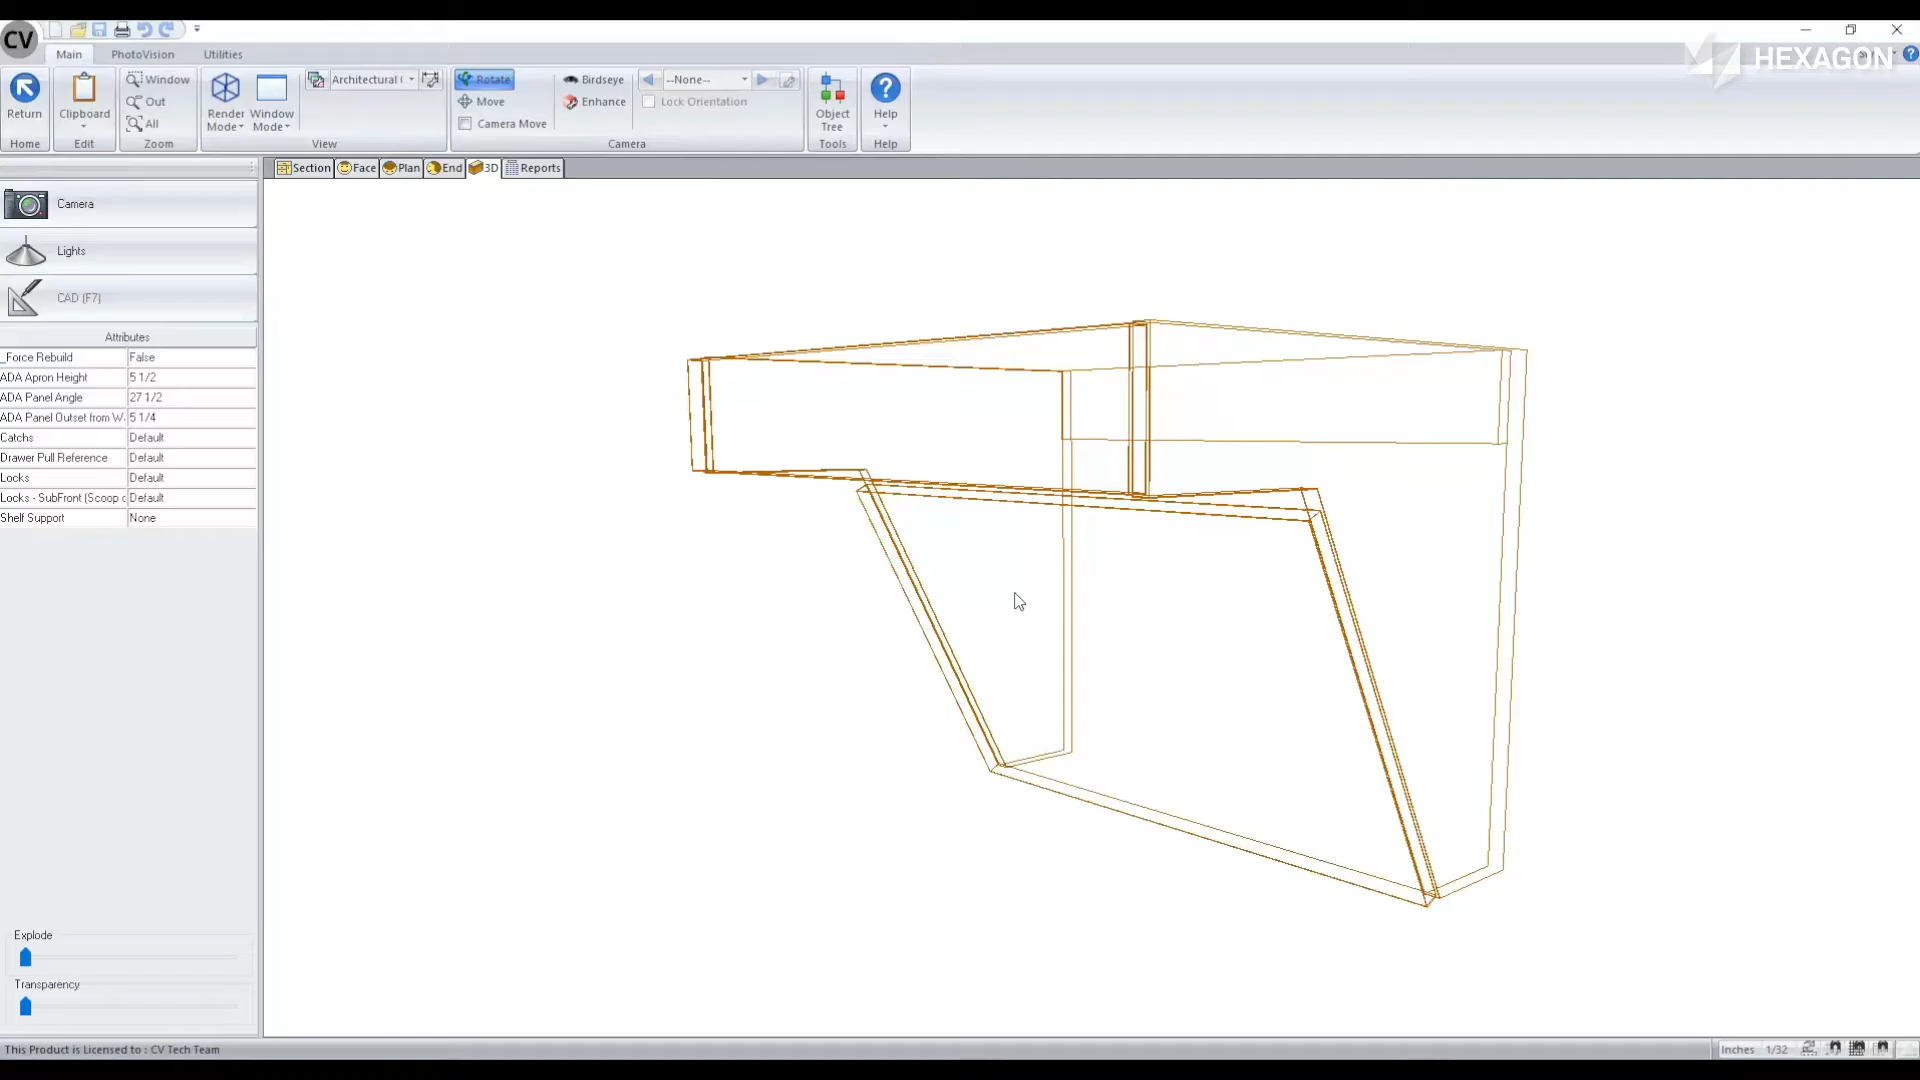 CV
HEXAGON
Main PhotoVision Utilities
Return
Home
Clipboard
Edit
Window
Out
All
Zoom
Render Mode
Window Mode
Architectural (
View
Rotate
Move
Camera Move
Birdseye
Enhance
--None--
Lock Orientation
Camera
Object Tree
Tools
Help
Help
Section Face Plan End 3D Reports
Camera
Lights
CAD (F7)
Attributes
_Force Rebuild False
ADA Apron Height 5 1/2
ADA Panel Angle 27 1/2
ADA Panel Outset from W. 5 1/4
Catchs Default
Drawer Pull Reference Default
Locks Default
Locks - SubFront (Scoop c Default
Shelf Support None
Explode
Transparency
This Product is Licensed to : CV Tech Team
Inches 1/32